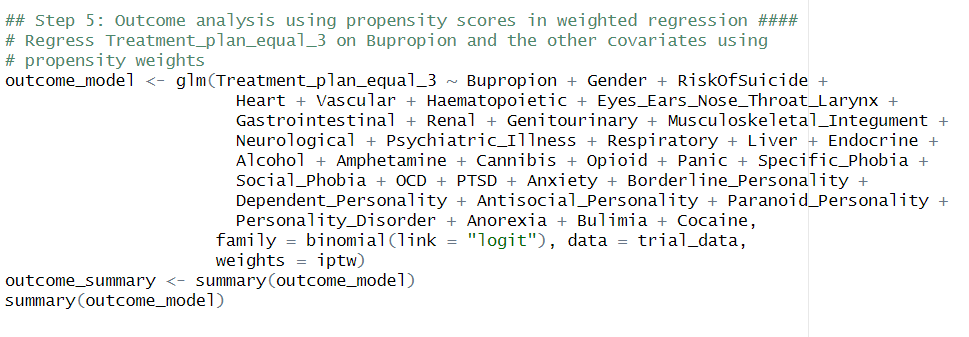 ## Step 5: Outcome analysis using propensity scores in weighted regression ####
# Regress Treatment_plan_equal_3 on Bupropion and the other covariates using
# propensity weights
outcome_model <- glm(Treatment_plan_equal_3 ~ Bupropion + Gender + RiskOfSuicide +
Heart + Vascular + Haematopoietic + Eyes_Ears_Nose_Throat_Larynx +
Gastrointestinal + Renal + Genitourinary + Musculoskeletal_Integument +
Neurological + Psychiatric_Illness + Respiratory + Liver + Endocrine +
Alcohol + Amphetamine + Cannibis + Opioid + Panic + Specific_Phobia +
Social_Phobia + OCD + PTSD + Anxiety + Borderline_Personality +
Dependent_Personality + Antisocial_Personality + Paranoid_Personality +
Personality_Disorder + Anorexia + Bulimia + Cocaine,
family = binomial(link = "logit"), data = trial_data,
weights = iptw)
outcome_summary <- summary(outcome_model)
summary(outcome_model)